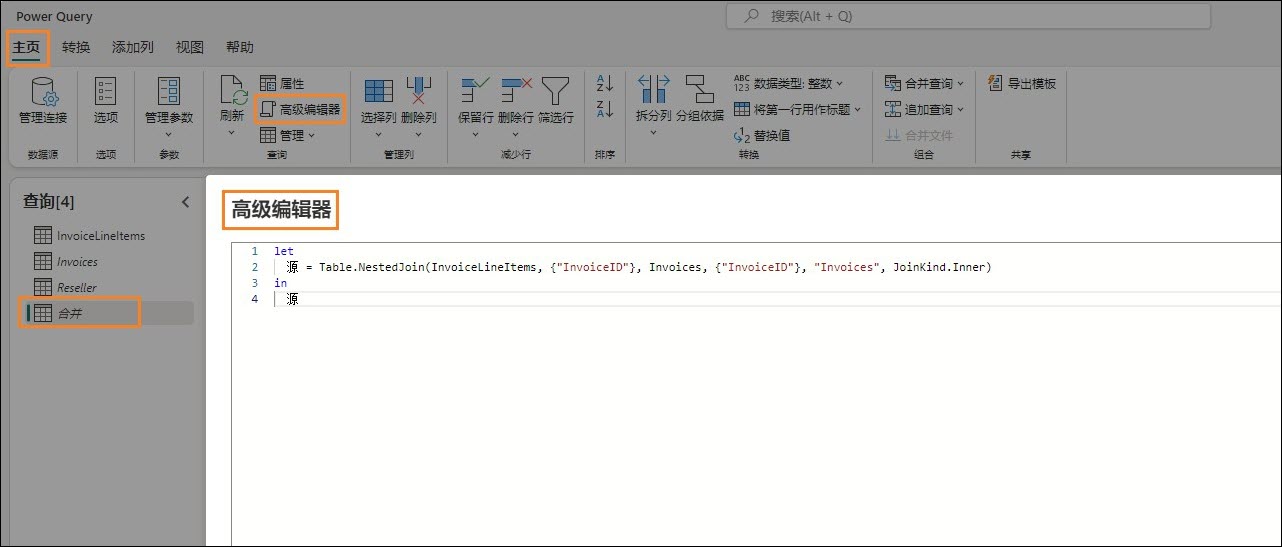 Power Query
搜索(Alt + Q)
主页 转换 添加列 视图 帮助
管理连接
数据源
选项
选项
管理参数
参数
刷新
属性
高级编辑器
管理
查询
选择列 删除列
管理列
保留行 删除行 筛选行
减少行
A
Z
Z
A
排序
拆分列 分组依据
ABC
123
数据类型: 整数
将第一行用作标题
1
2
替换值
转换
合并查询
追加查询
合并文件
组合
导出模板
共享
查询[4]
InvoiceLineItems
Invoices
Reseller
合并
高级编辑器
1 let
2 源 = Table.NestedJoin(InvoiceLineItems, {"InvoiceID"}, Invoices, {"InvoiceID"}, "Invoices", JoinKind.Inner)
3 in
4 源